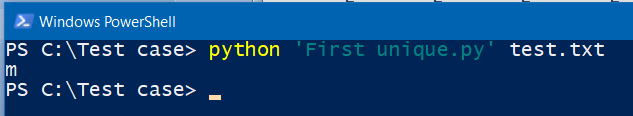 Windows PowerShell
PS C:\Test case> python 'First unique.py' test.txt
m
PS C:\Test case>